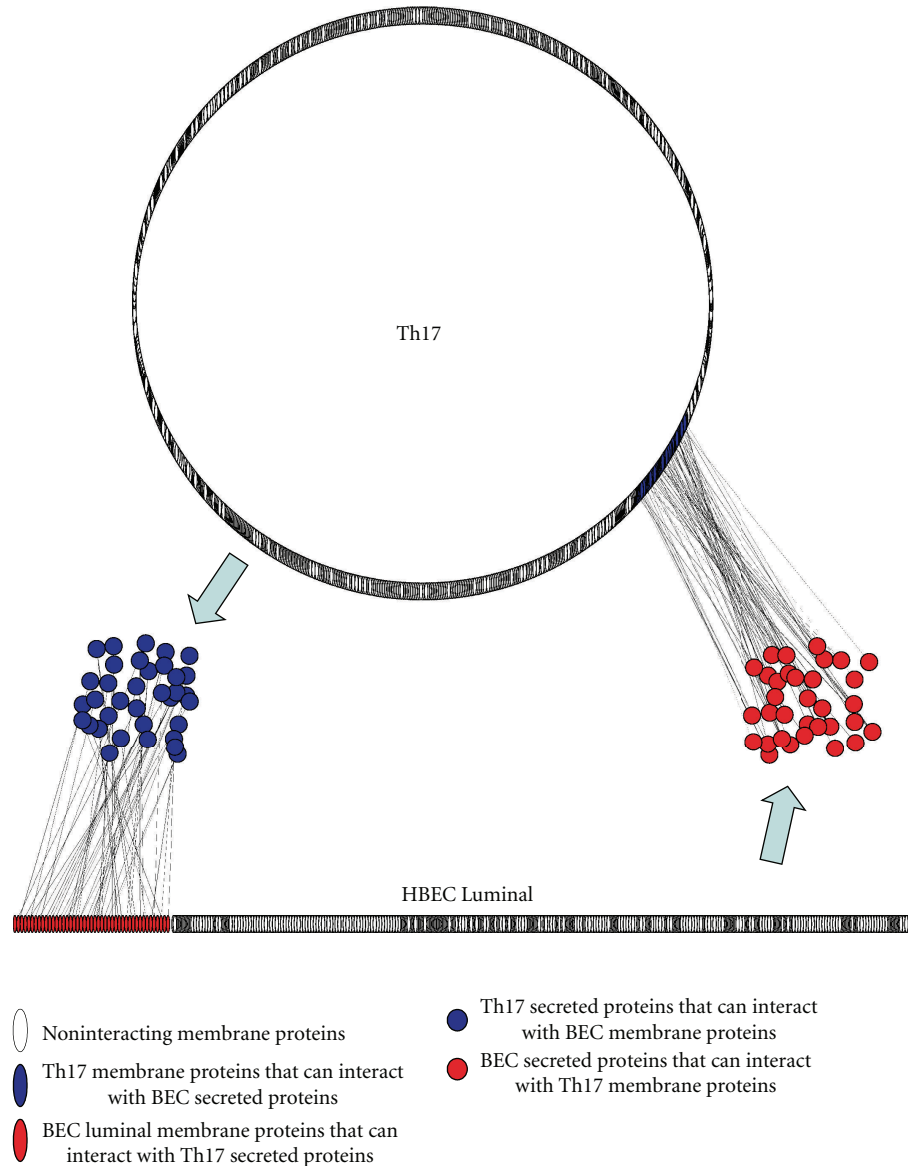 Th17
HBEC Luminal
Noninteracting membrane proteins
Th17 membrane proteins that can interact
with BEC secreted proteins
BEC luminal membrane proteins that can
interact with Th17 secreted proteins
Th17 secreted proteins that can interact
with BEC membrane proteins
BEC secreted proteins that can interact
with Th17 membrane proteins